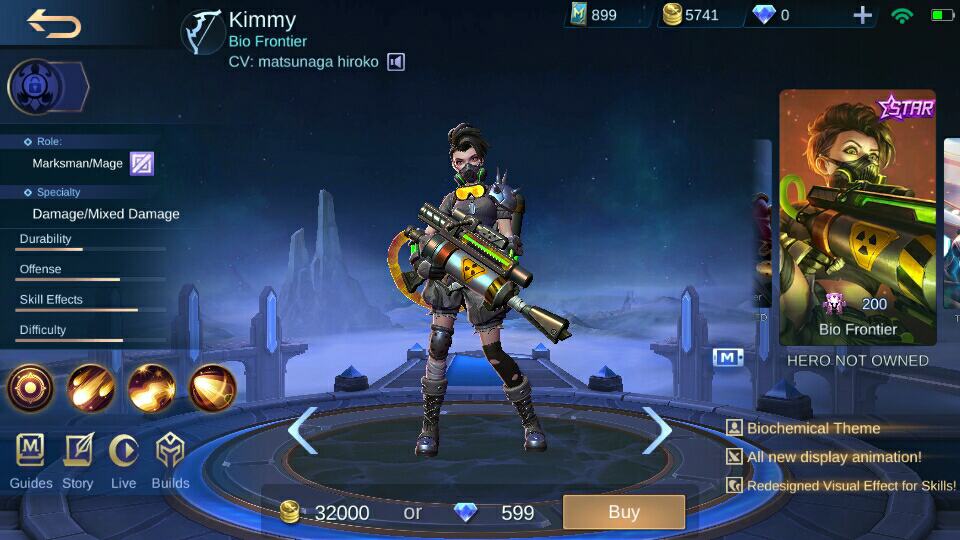 Kimmy
Bio Frontier
CV: matsunaga hiroko
899
5741
0
Role:
Marksman/Mage
Specialty
Damage/Mixed Damage
Durability
Offense
Skill Effects
Difficulty
M
Guides
Story
Live
Builds
STAR
200
Bio Frontier
M
HERO NOT OWNED
Biochemical Theme
All new display animation!
Redesigned Visual Effect for Skills!
32000 or 599
Buy